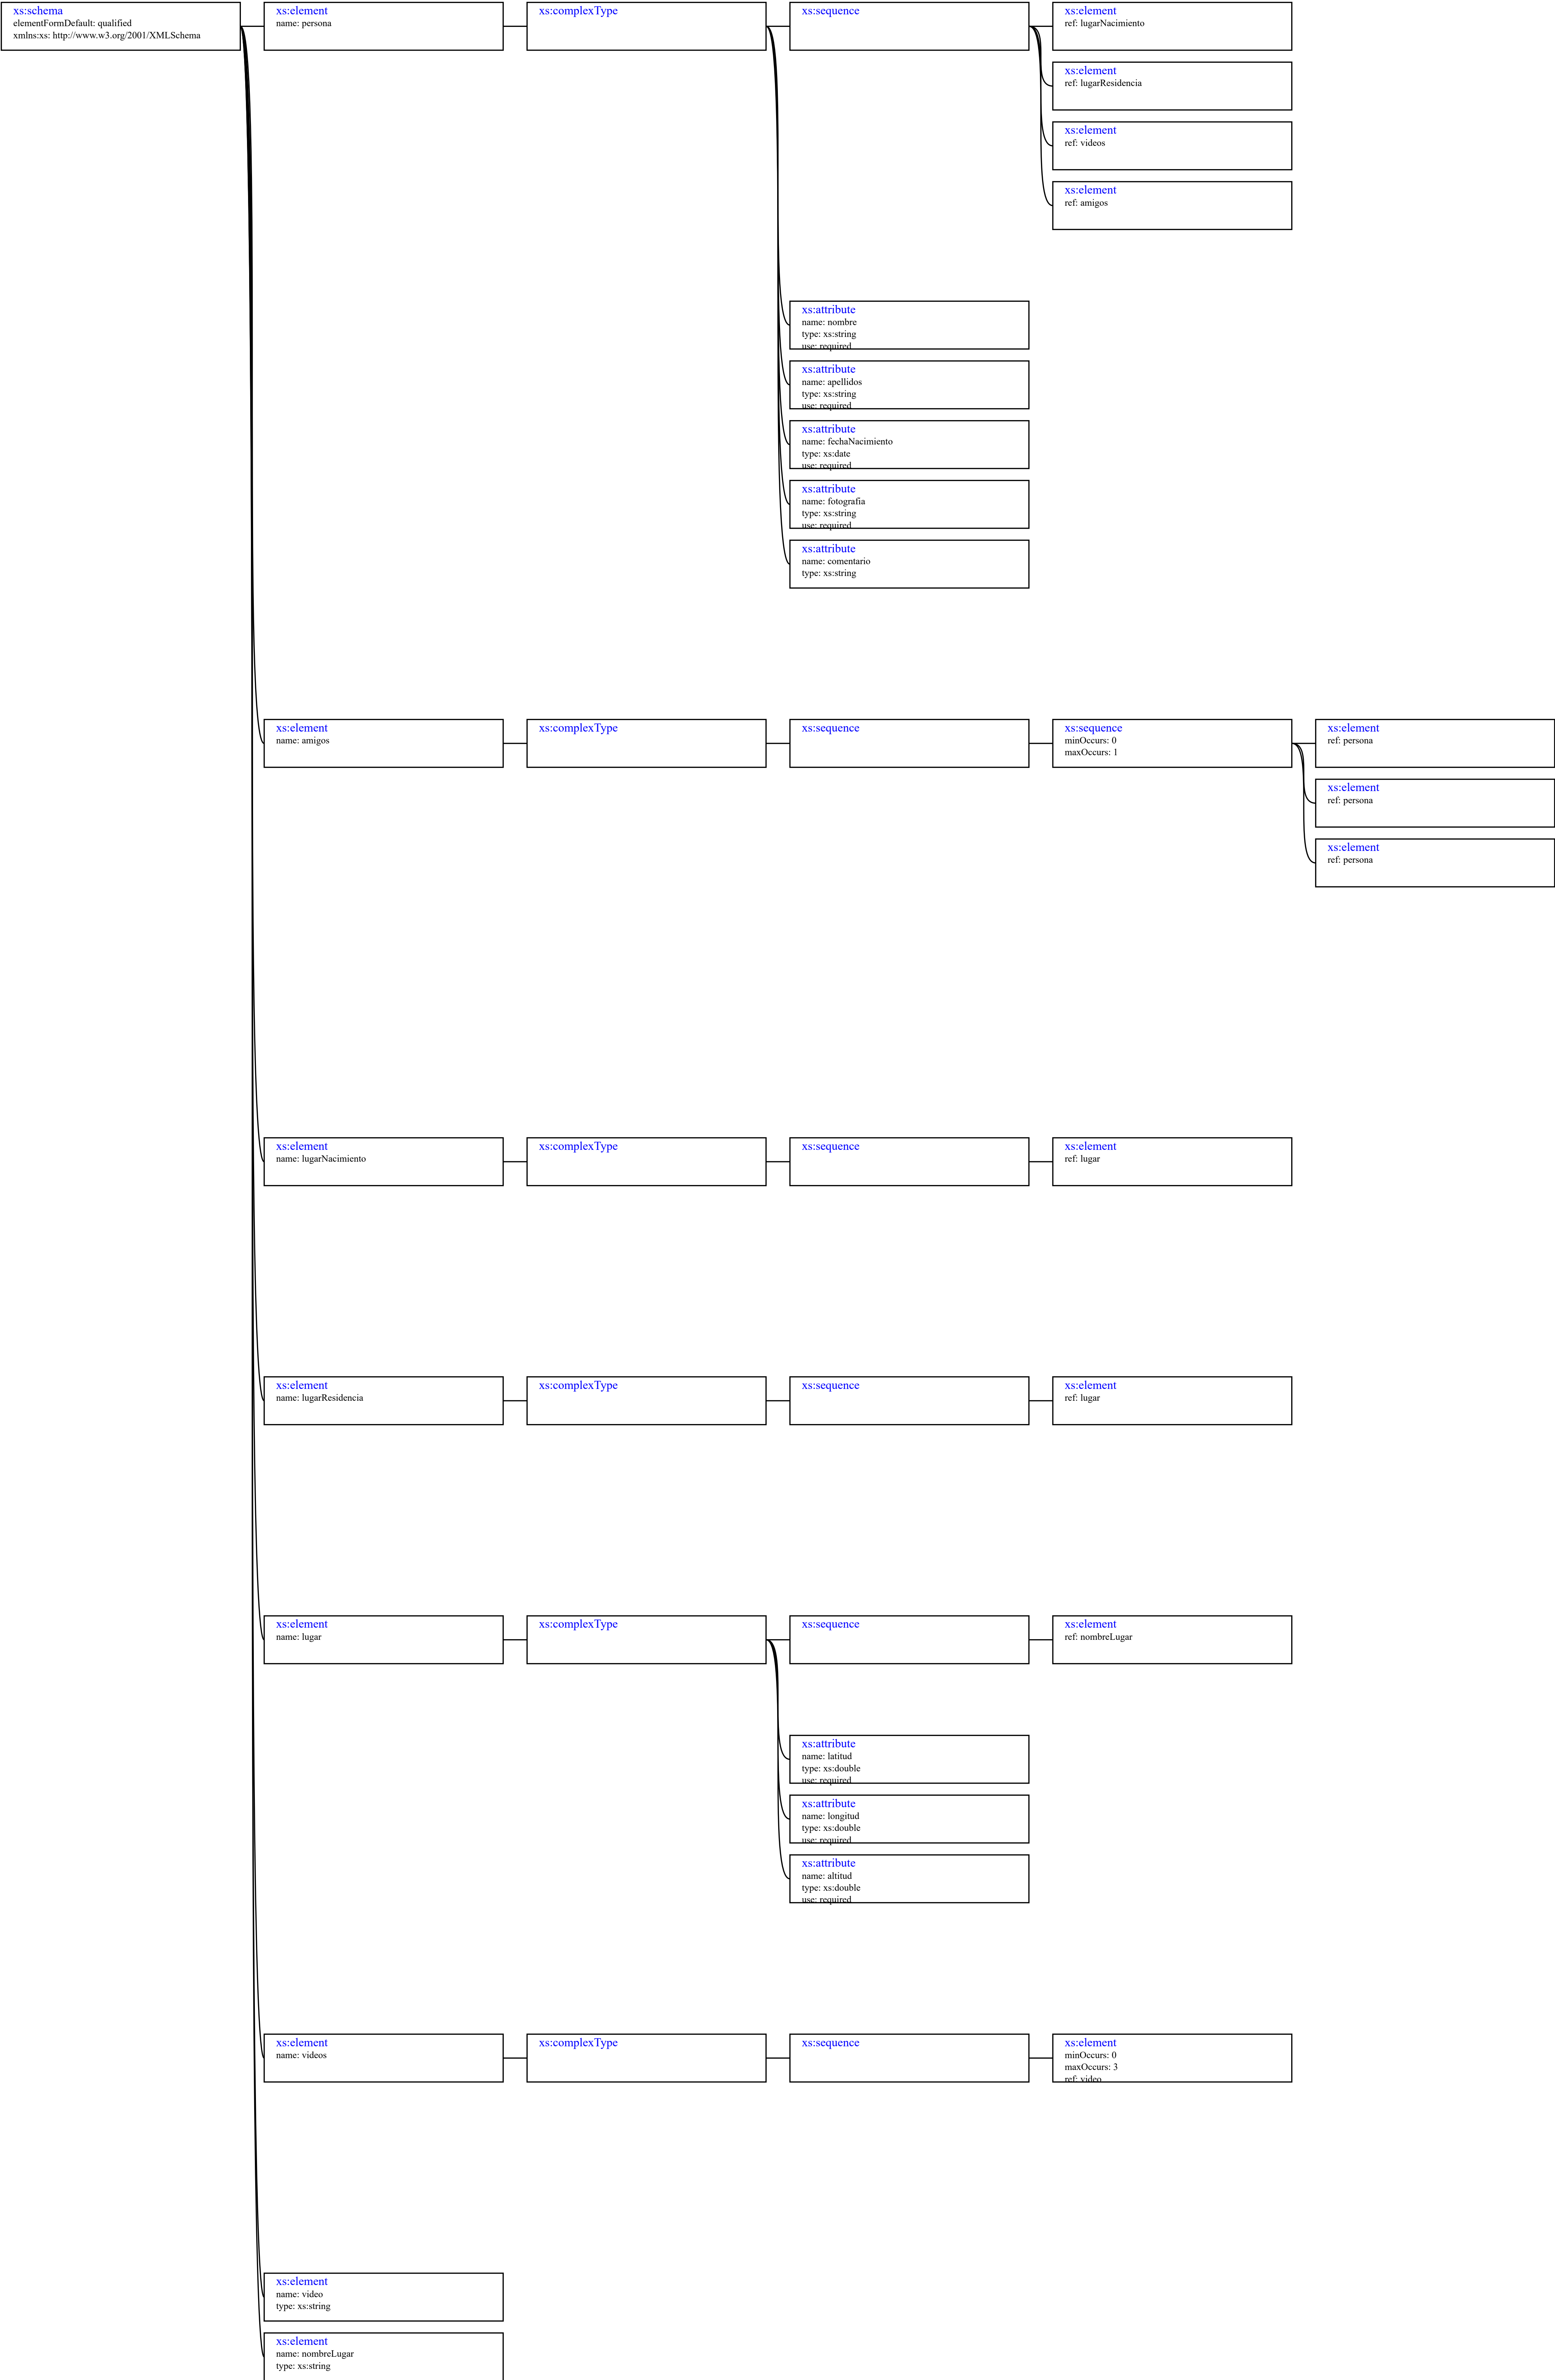 xs:schema
elementFormDefault: qualified
xmlns:xs: http://www.w3.org/2001/XMLSchema
xs:element
name: persona
xs:complexType
xs:sequence
xs:element
ref: lugarNacimiento
xs:element
ref: lugarResidencia
xs:element
ref: videos
xs:element
ref: amigos
xs:attribute
name: nombre
type: xs:string
use: required
xs:attribute
name: apellidos
type: xs:string
use: required
xs:attribute
name: fechaNacimiento
type: xs:date
use: required
xs:attribute
name: fotografia
type: xs:string
use: required
xs:attribute
name: comentario
type: xs:string
xs:element
name: amigos
xs:complexType
xs:sequence
xs:sequence
minOccurs: 0
maxOccurs: 1
xs:element
ref: persona
xs:element
ref: persona
xs:element
ref: persona
xs:element
name: lugarNacimiento
xs:complexType
xs:sequence
xs:element
ref: lugar
xs:element
name: lugarResidencia
xs:complexType
xs:sequence
xs:element
ref: lugar
xs:element
name: lugar
xs:complexType
xs:sequence
xs:element
ref: nombreLugar
xs:attribute
name: latitud
type: xs:double
use: required
xs:attribute
name: longitud
type: xs:double
use: required
xs:attribute
name: altitud
type: xs:double
use: required
xs:element
name: videos
xs:complexType
xs:sequence
xs:element
minOccurs: 0
maxOccurs: 3
ref: video
xs:element
name: video
type: xs:string
xs:element
name: nombreLugar
type: xs:string